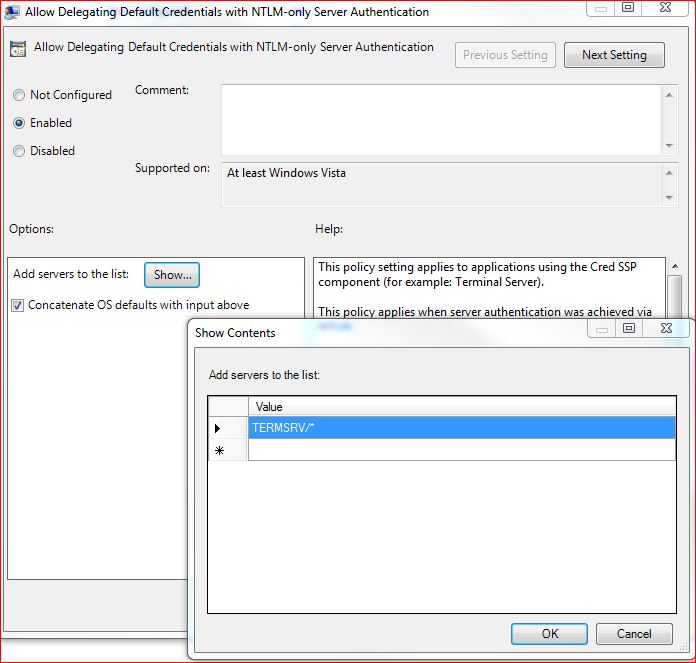 Allow Delegating Default Credentials with NTLM-only Server Authentication
Allow Delegating Default Credentials with NTLM-only Server Authentication
Previous Setting
Next Setting
Not Configured
Comment:
Enabled
Disabled
Supported on:
At least Windows Vista
Options:
Help:
Add servers to the list:
Show...
Concatenate OS defaults with input above
This policy setting applies to applications using the Cred SSP
component (for example: Terminal Server).
This policy applies when server authentication was achieved via
Show Contents
Add servers to the list:
Value
TERMSRV/*
OK
Cancel